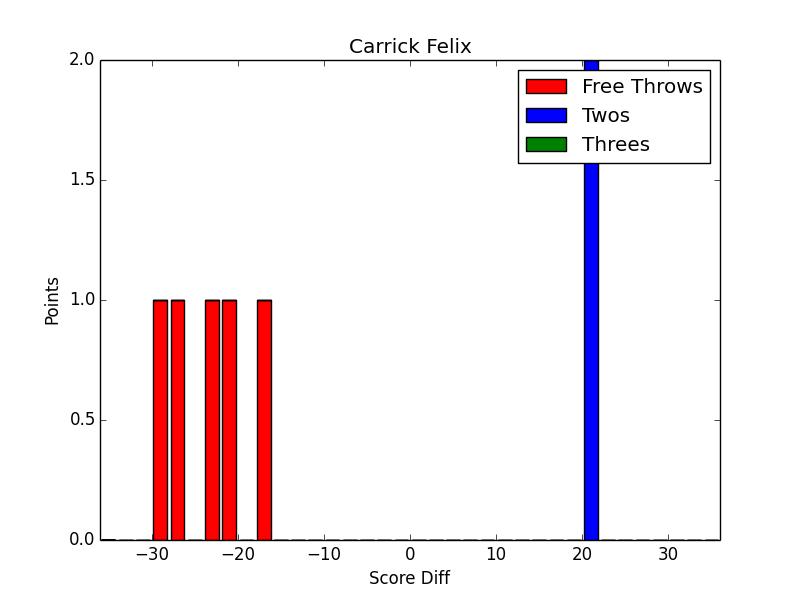 Carrick Felix
2.0
1.5
1.0
0.5
0.0
Points
Free Throws
Twos
Threes
−30 −20 −10 0 10 20 30
Score Diff